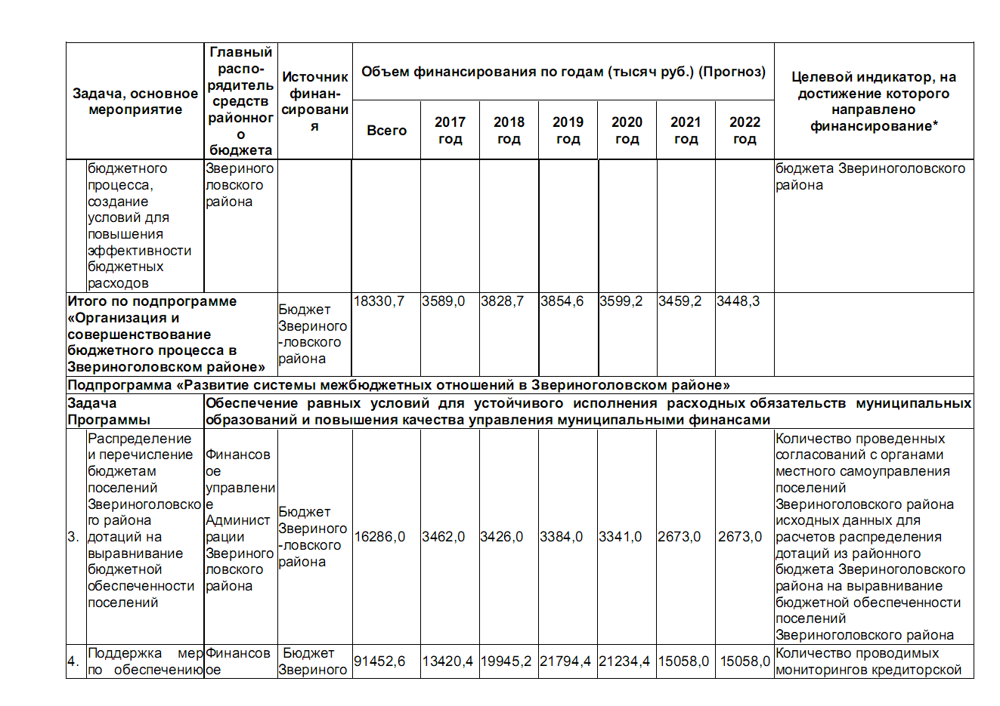 Задача, основное
мероприятие
Главный
распо-
рядитель
средств
районног
о
бюджета
Источник
финан-
сировани
я
Объем финансирования по годам (тысяч руб.) (Прогноз)
Всего
2017
год
2018
год
2019
год
2020
год
2021
год
2022
год
Целевой индикатор, на
достижение которого
направлено
финансирование*
бюджетного
процесса,
создание
условий для
повышения
эффективности
бюджетных
расходов
Звериного
ловского
района
бюджета Звериноголовского
района
Итого по подпрограмме
«Организация и
совершенствование
бюджетного процесса в
Звериноголовском районе»
Бюджет
Звериного
-ловского
района
18330,7
3589,0
3828,7
3854,6
3599,2
3459,2
3448,3
Подпрограмма «Развитие системы межбюджетных отношений в Звериноголовском районе»
Задача
Программы
Обеспечение равных условий для устойчивого исполнения расходных обязательств муниципальных
образований и повышения качества управления муниципальными финансами
3.
Распределение
и перечисление
бюджетам
поселений
Звериноголовско
го района
дотаций на
выравнивание
бюджетной
обеспеченности
поселений
Финансов
ое
управлени
е
Админист
рации
Звериного
ловского
района
Бюджет
Звериного
-ловского
района
16286,0
3462,0
3426,0
3384,0
3341,0
2673,0
2673,0
Количество проведенных
согласований с органами
местного самоуправления
поселений
Звериноголовского района
исходных данных для
расчетов распределения
дотаций из районного
бюджета Звериноголовского
района на выравнивание
бюджетной обеспеченности
поселений
Звериноголовского района
4.
Поддержка мер
по обеспечению
Финансов
ое
Бюджет
Звериного
91452,6
13420,4
19945,2
21794,4
21234,4
15058,0
15058,0
Количество проводимых
мониторингов кредиторской